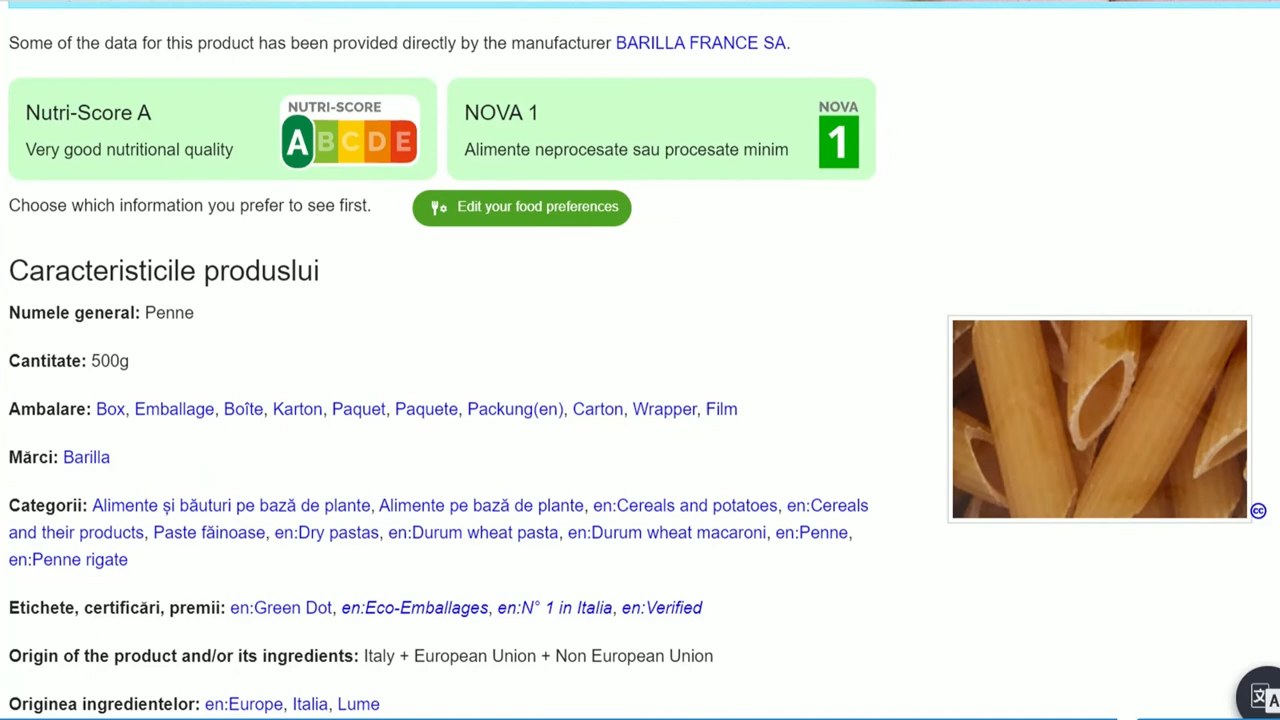 Some of the data for this product has been provided directly by the manufacturer BARILLA FRANCE SA.
Nutri-Score A
Very good nutritional quality
NUTRI-SCORE
A B C D E
NOVA 1
Alimente neprocesate sau procesate minim
NOVA
1
Choose which information you prefer to see first.
Edit your food preferences
Caracteristicile produslui
Numele general: Penne
Cantitate: 500g
Ambalare: Box, Emballage, Boîte, Karton, Paquet, Paquete, Packung(en), Carton, Wrapper, Film
Mărci: Barilla
Categorii: Alimente și băuturi pe bază de plante, Alimente pe bază de plante, en:Cereals and potatoes, en:Cereals
and their products, Paste făinoase, en:Dry pastas, en:Durum wheat pasta, en:Durum wheat macaroni, en:Penne,
en:Penne rigate
Etichete, certificări, premii: en:Green Dot, en:Eco-Emballages, en:N° 1 in Italia, en:Verified
Origin of the product and/or its ingredients: Italy + European Union + Non European Union
Originea ingredientelor: en:Europe, Italia, Lume
cc
文A